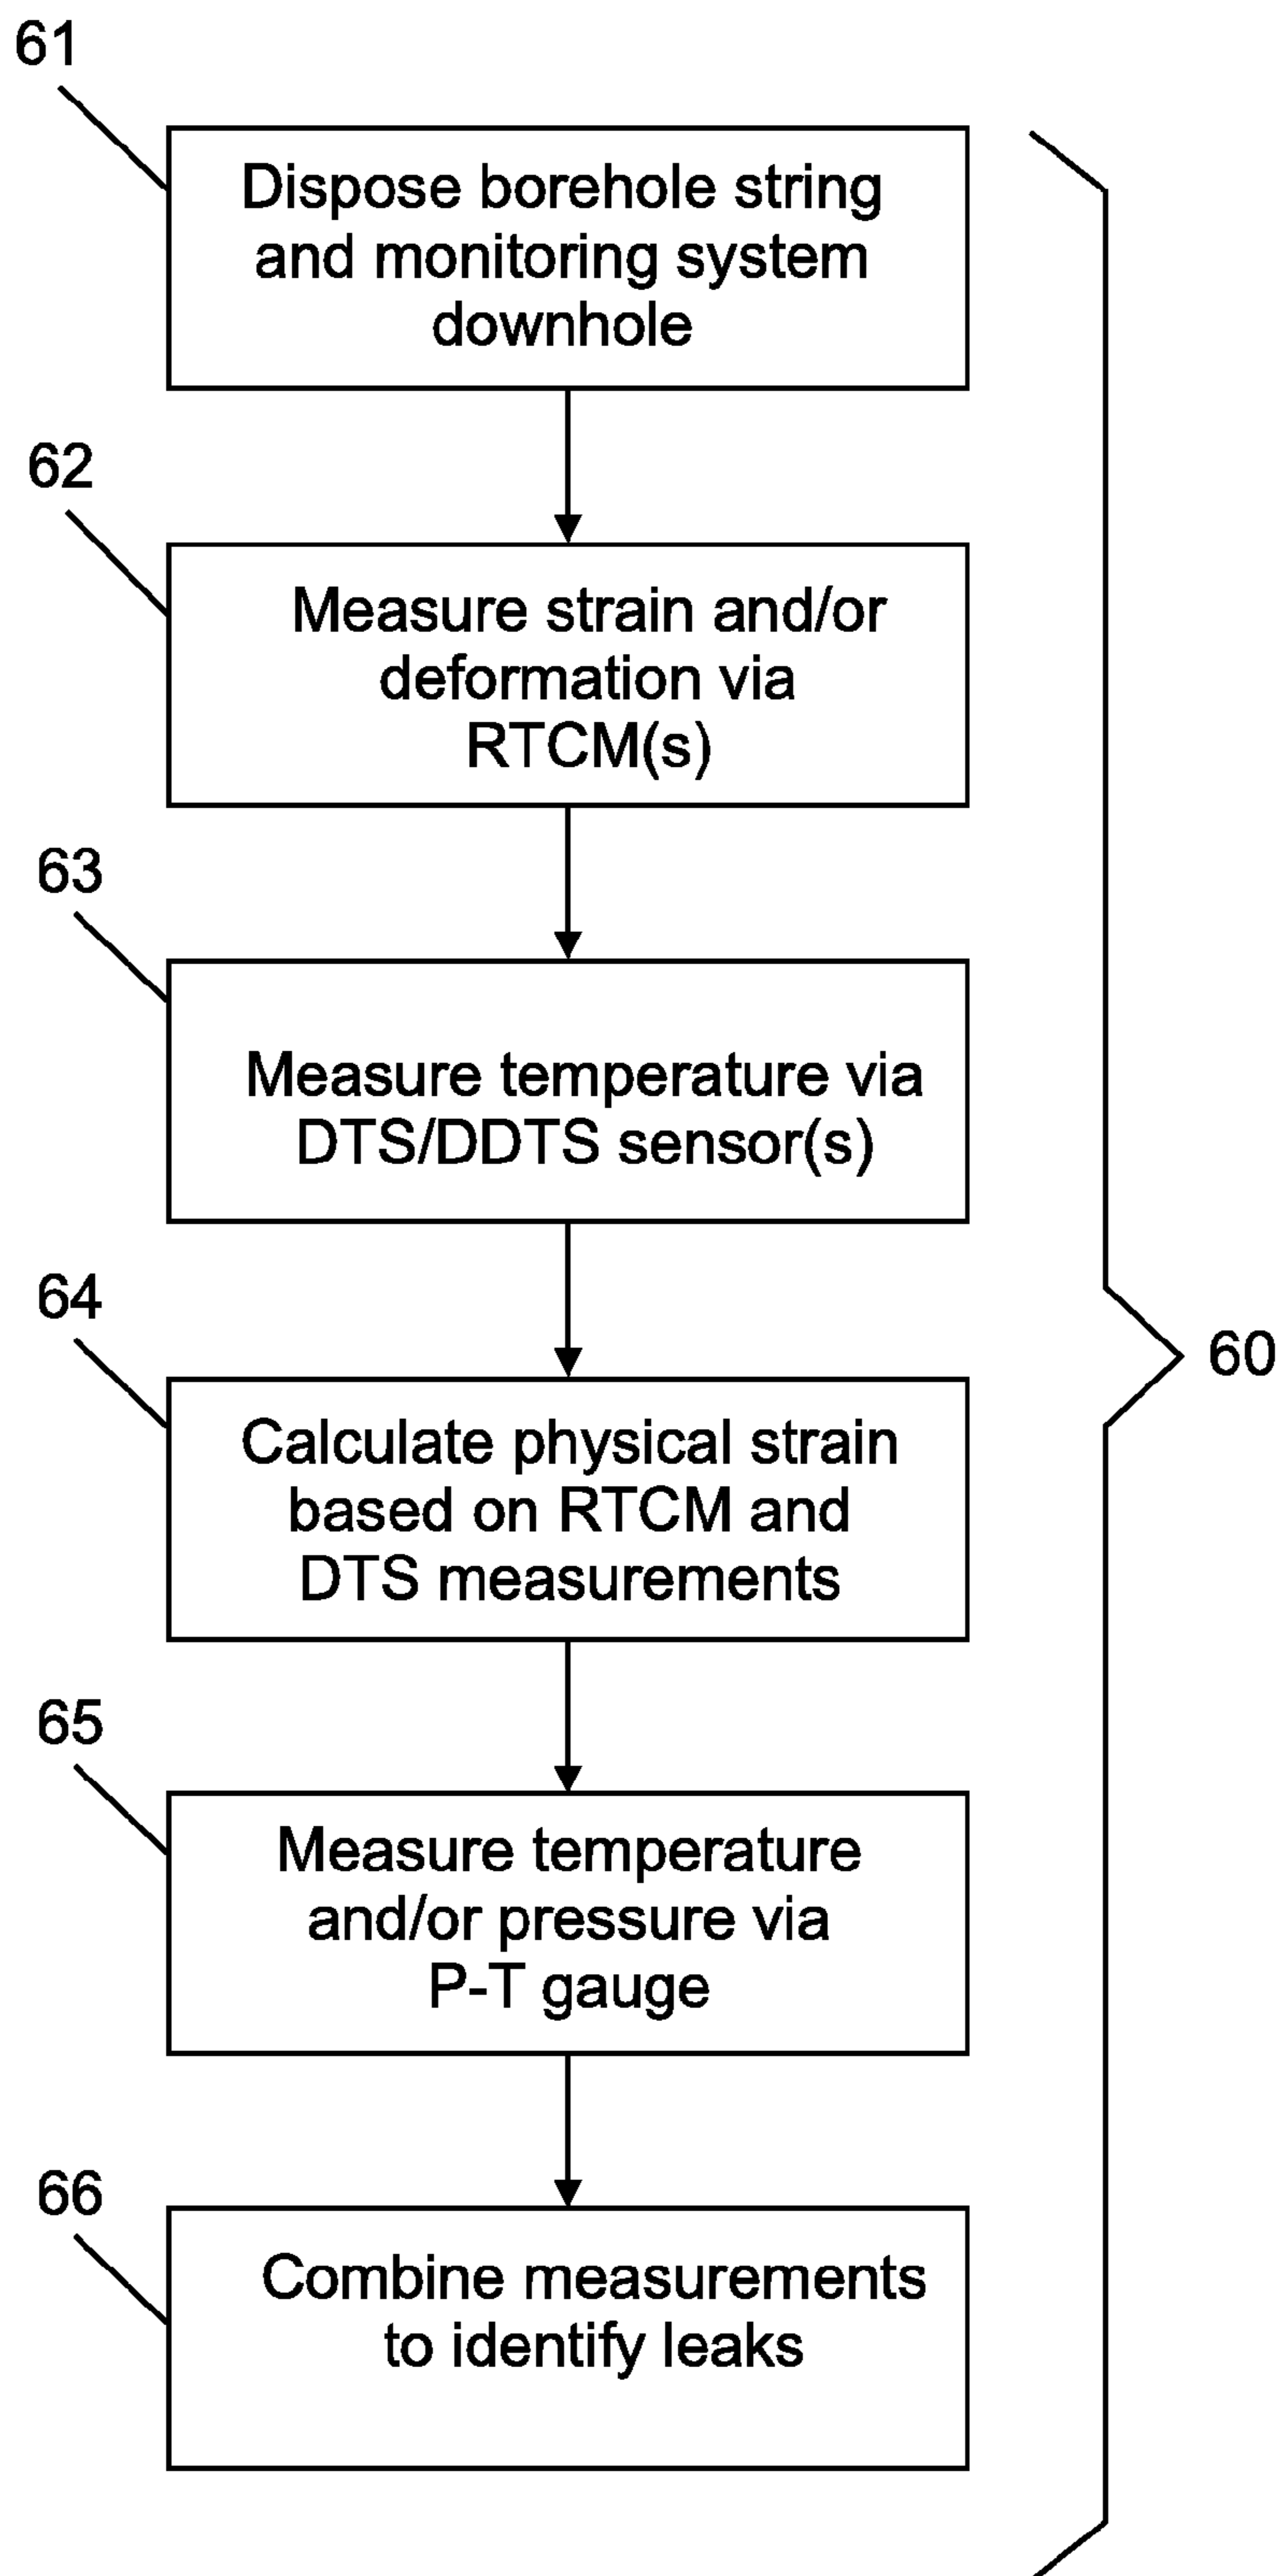 61
Dispose borehole string
and monitoring system
downhole
62
Measure strain and/or
deformation via
RTCM(s)
63
Measure temperature via
DTS/DDTS sensor(s)
64
Calculate physical strain
based on RTCM and
DTS measurements
60
65
Measure temperature
and/or pressure via
P-T gauge
66
Combine measurements
to identify leaks